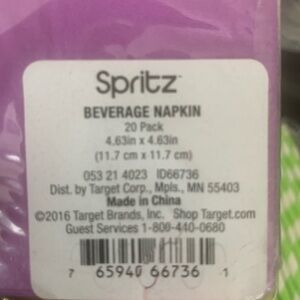 Spritz
BEVERAGE NAPKIN
20 Pack
4.63in x 4.63in
(11.7 cm x 11.7 cm)
053 21 4023 ID66736
Dist. by Target Corp., Mpls., MN 55403
Made in China
©2016 Target Brands, Inc. Shop Target.com
Guest Services 1-800-440-0680
7 65940 66736 1